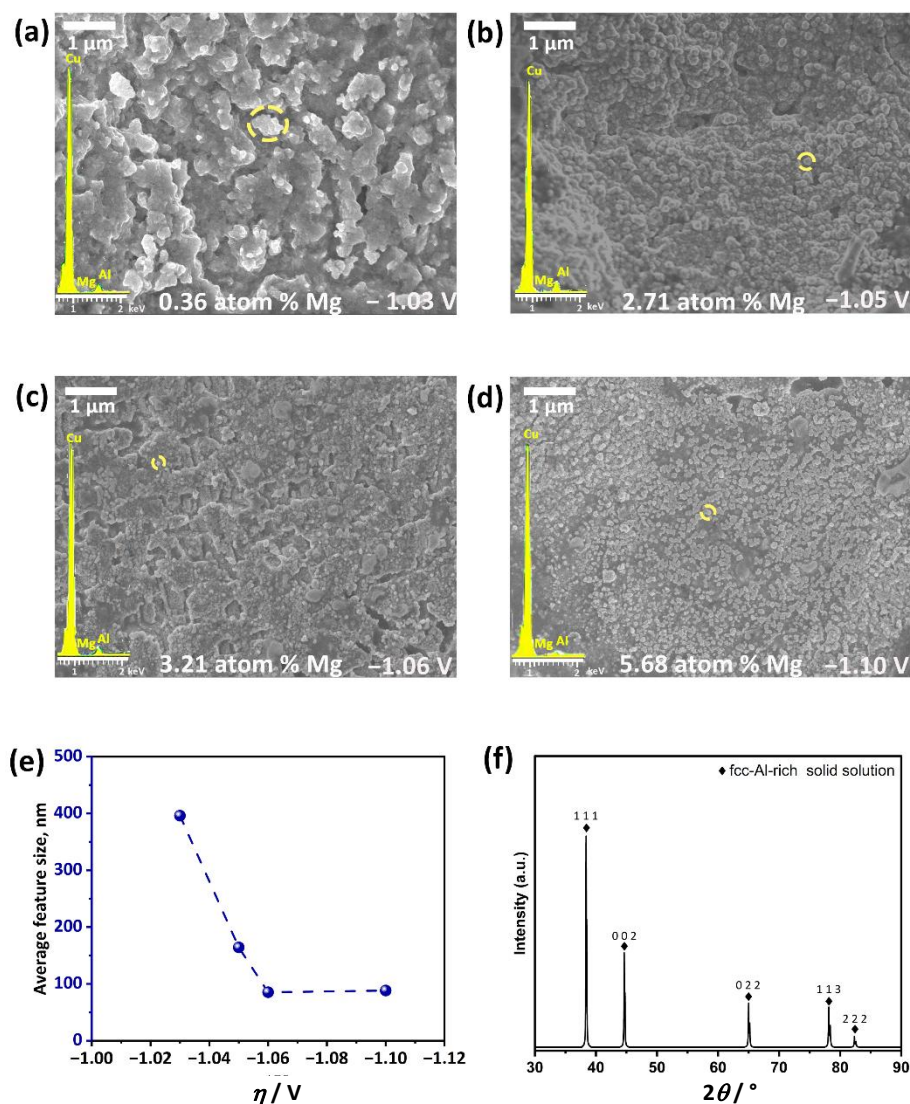 (a)
1 μm
Cu
Mg Al
1 2 keV
0.36 atom % Mg −1.03 V
(b)
1 μm
Cu
Mg Al
1 2 keV
2.71 atom % Mg −1.05 V
(c)
1 μm
Cu
Mg Al
1 2 keV
3.21 atom % Mg −1.06 V
(d)
1 μm
Cu
Mg Al
1 2 keV
5.68 atom % Mg −1.10 V
(e)
Average feature size, nm
500
400
300
200
100
0
−1.00 −1.02 −1.04 −1.06 −1.08 −1.10 −1.12
η / V
(f)
Intensity (a.u.)
♦ fcc-Al-rich solid solution
1 1 1
0 0 2
0 2 2
1 1 3
2 2 2
30 40 50 60 70 80 90
2θ / °